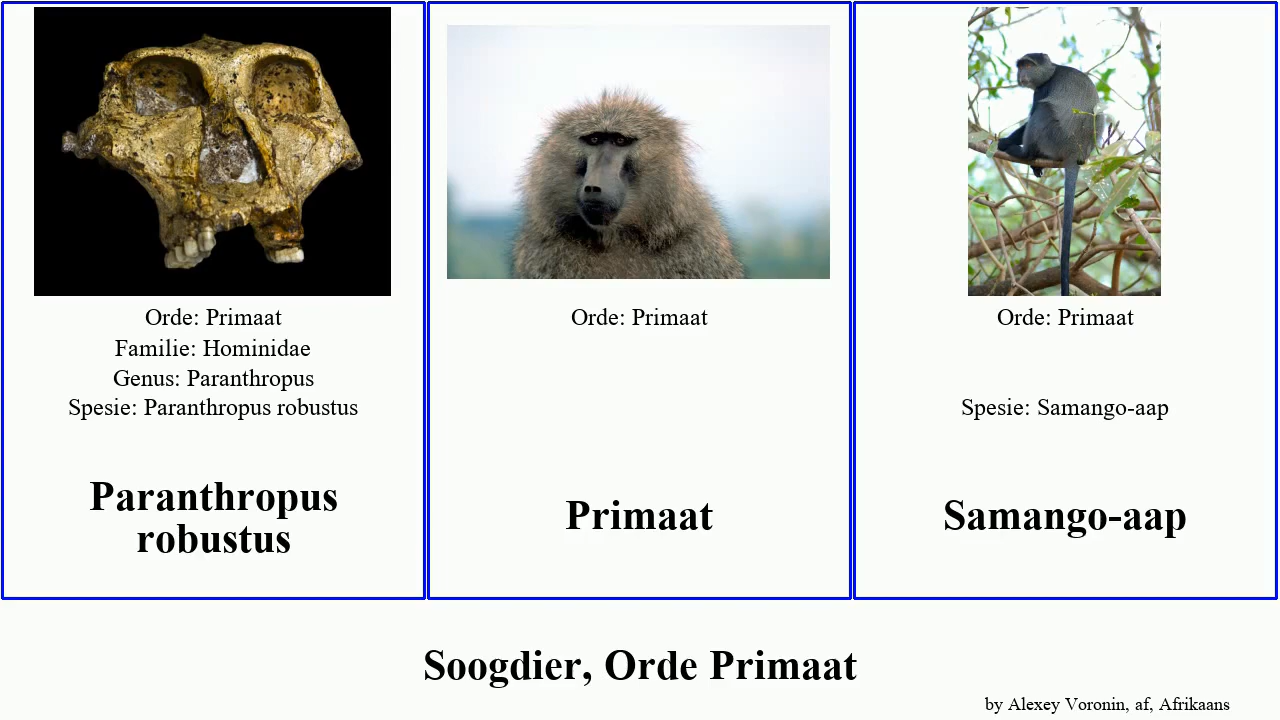 Orde: Primaat
Familie: Hominidae
Genus: Paranthropus
Spesie: Paranthropus robustus
Paranthropus
robustus
Orde: Primaat
Primaat
Orde: Primaat
Spesie: Samango-aap
Samango-aap
Soogdier, Orde Primaat
by Alexey Voronin, af, Afrikaans